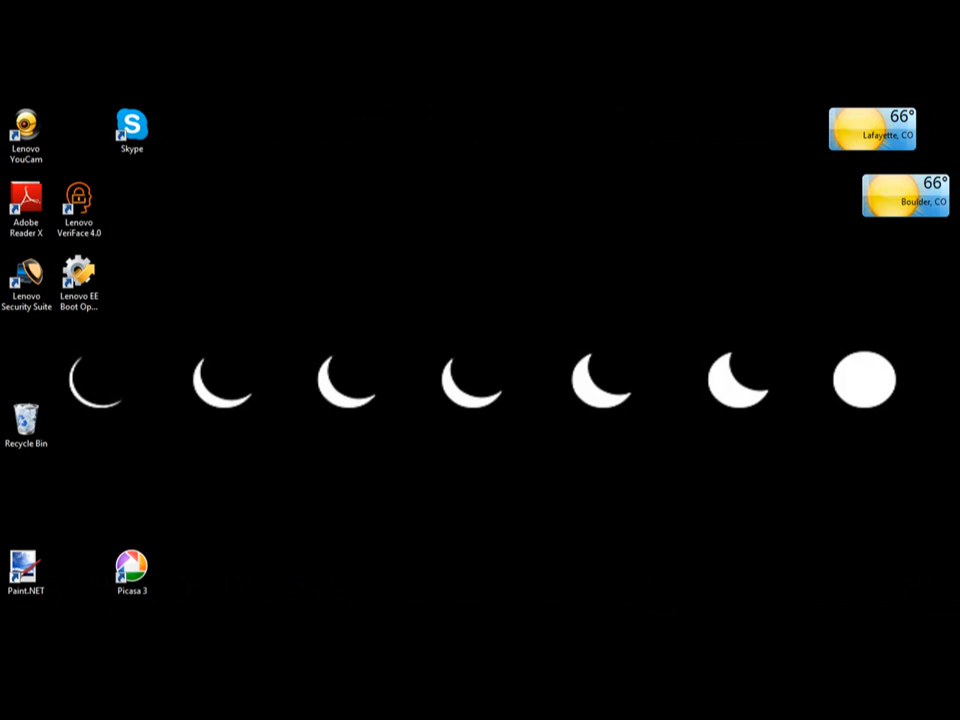 Lenovo
YouCam
Skype
66°
Lafayette, CO
66°
Boulder, CO
Adobe
Reader X
Lenovo
VeriFace 4.0
Lenovo
Security Suite
Lenovo EE
Boot Op...
Recycle Bin
Paint.NET
Picasa 3